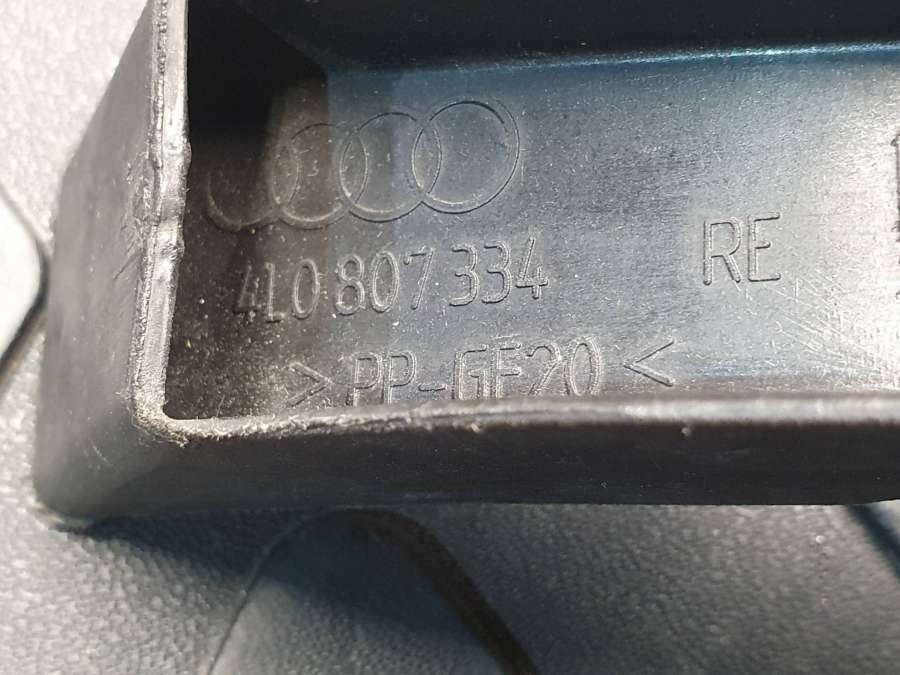 4L0 807 334
RE
> PP-GF20 <